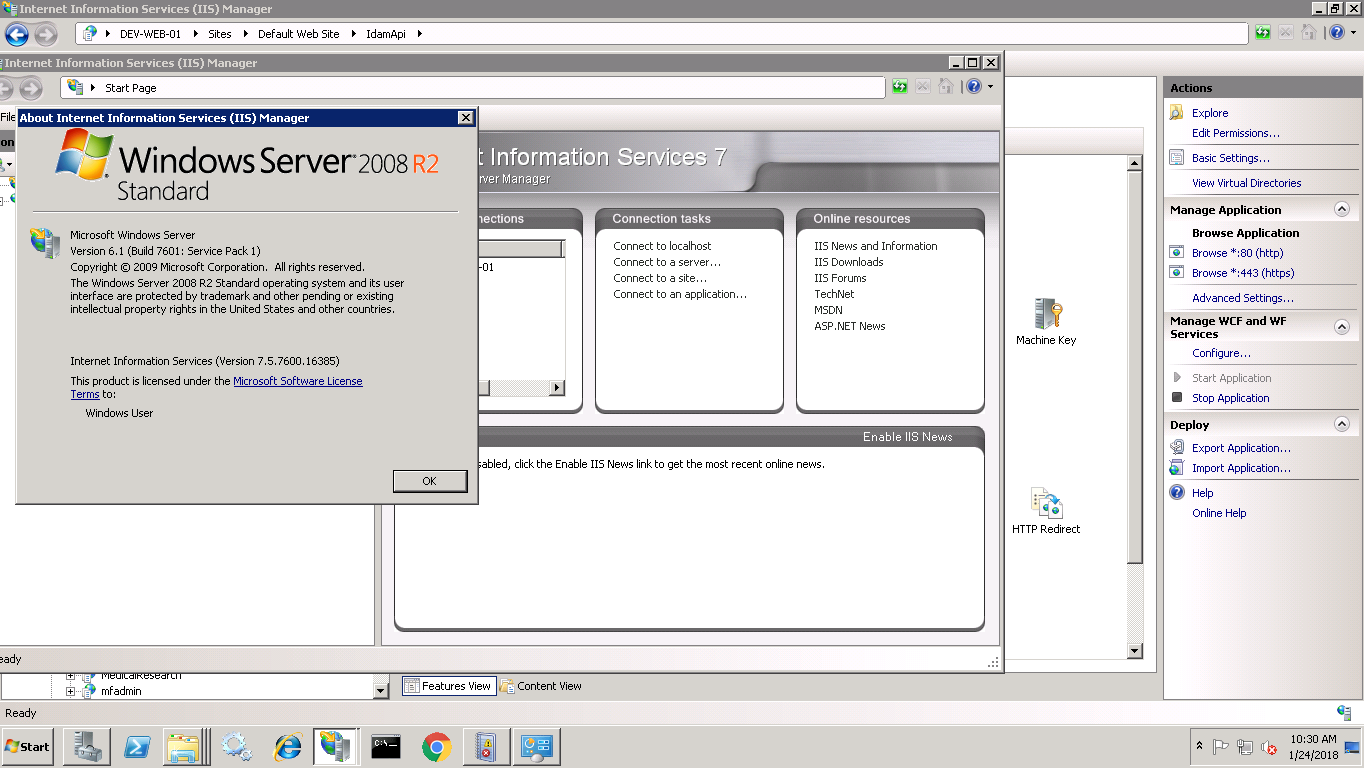 Internet Information Services (IIS) Manager
DEV-WEB-01 Sites Default Web Site IdamApi
Internet Information Services (IIS) Manager
Start Page
About Internet Information Services (IIS) Manager
Windows Server 2008 R2
Standard
Microsoft Windows Server
Version 6.1 (Build 7601: Service Pack 1)
Copyright © 2009 Microsoft Corporation. All rights reserved.
The Windows Server 2008 R2 Standard operating system and its user
interface are protected by trademark and other pending or existing
intellectual property rights in the United States and other countries.
Internet Information Services (Version 7.5.7600.16385)
This product is licensed under the Microsoft Software License
Terms to:
Windows User
OK
t Information Services 7
rver Manager
nections
-01
Connection tasks
Connect to localhost
Connect to a server...
Connect to a site...
Connect to an application...
Online resources
IIS News and Information
IIS Downloads
IIS Forums
TechNet
MSDN
ASP.NET News
Enable IIS News
sabled, click the Enable IIS News link to get the most recent online news.
eady
MedicalResearch
mfadmin
Features View Content View
Ready
Machine Key
HTTP Redirect
Actions
Explore
Edit Permissions...
Basic Settings...
View Virtual Directories
Manage Application
Browse Application
Browse *:80 (http)
Browse *:443 (https)
Advanced Settings...
Manage WCF and WF
Services
Configure...
Start Application
Stop Application
Deploy
Export Application...
Import Application...
Help
Online Help
Start
C:\
10:30 AM
1/24/2018